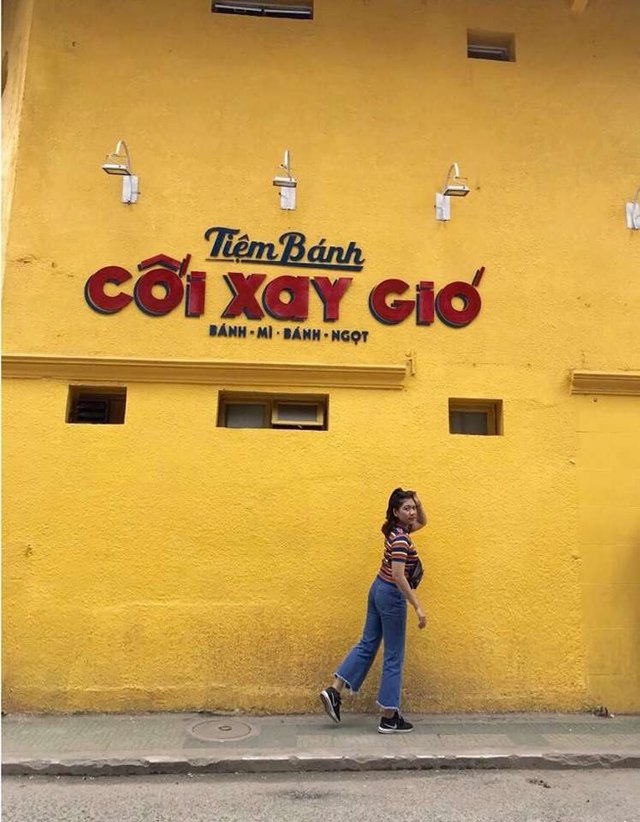 Tiệm Bánh
CỐI XAY GIÓ
BÁNH · MÌ · BÁNH · NGỌT